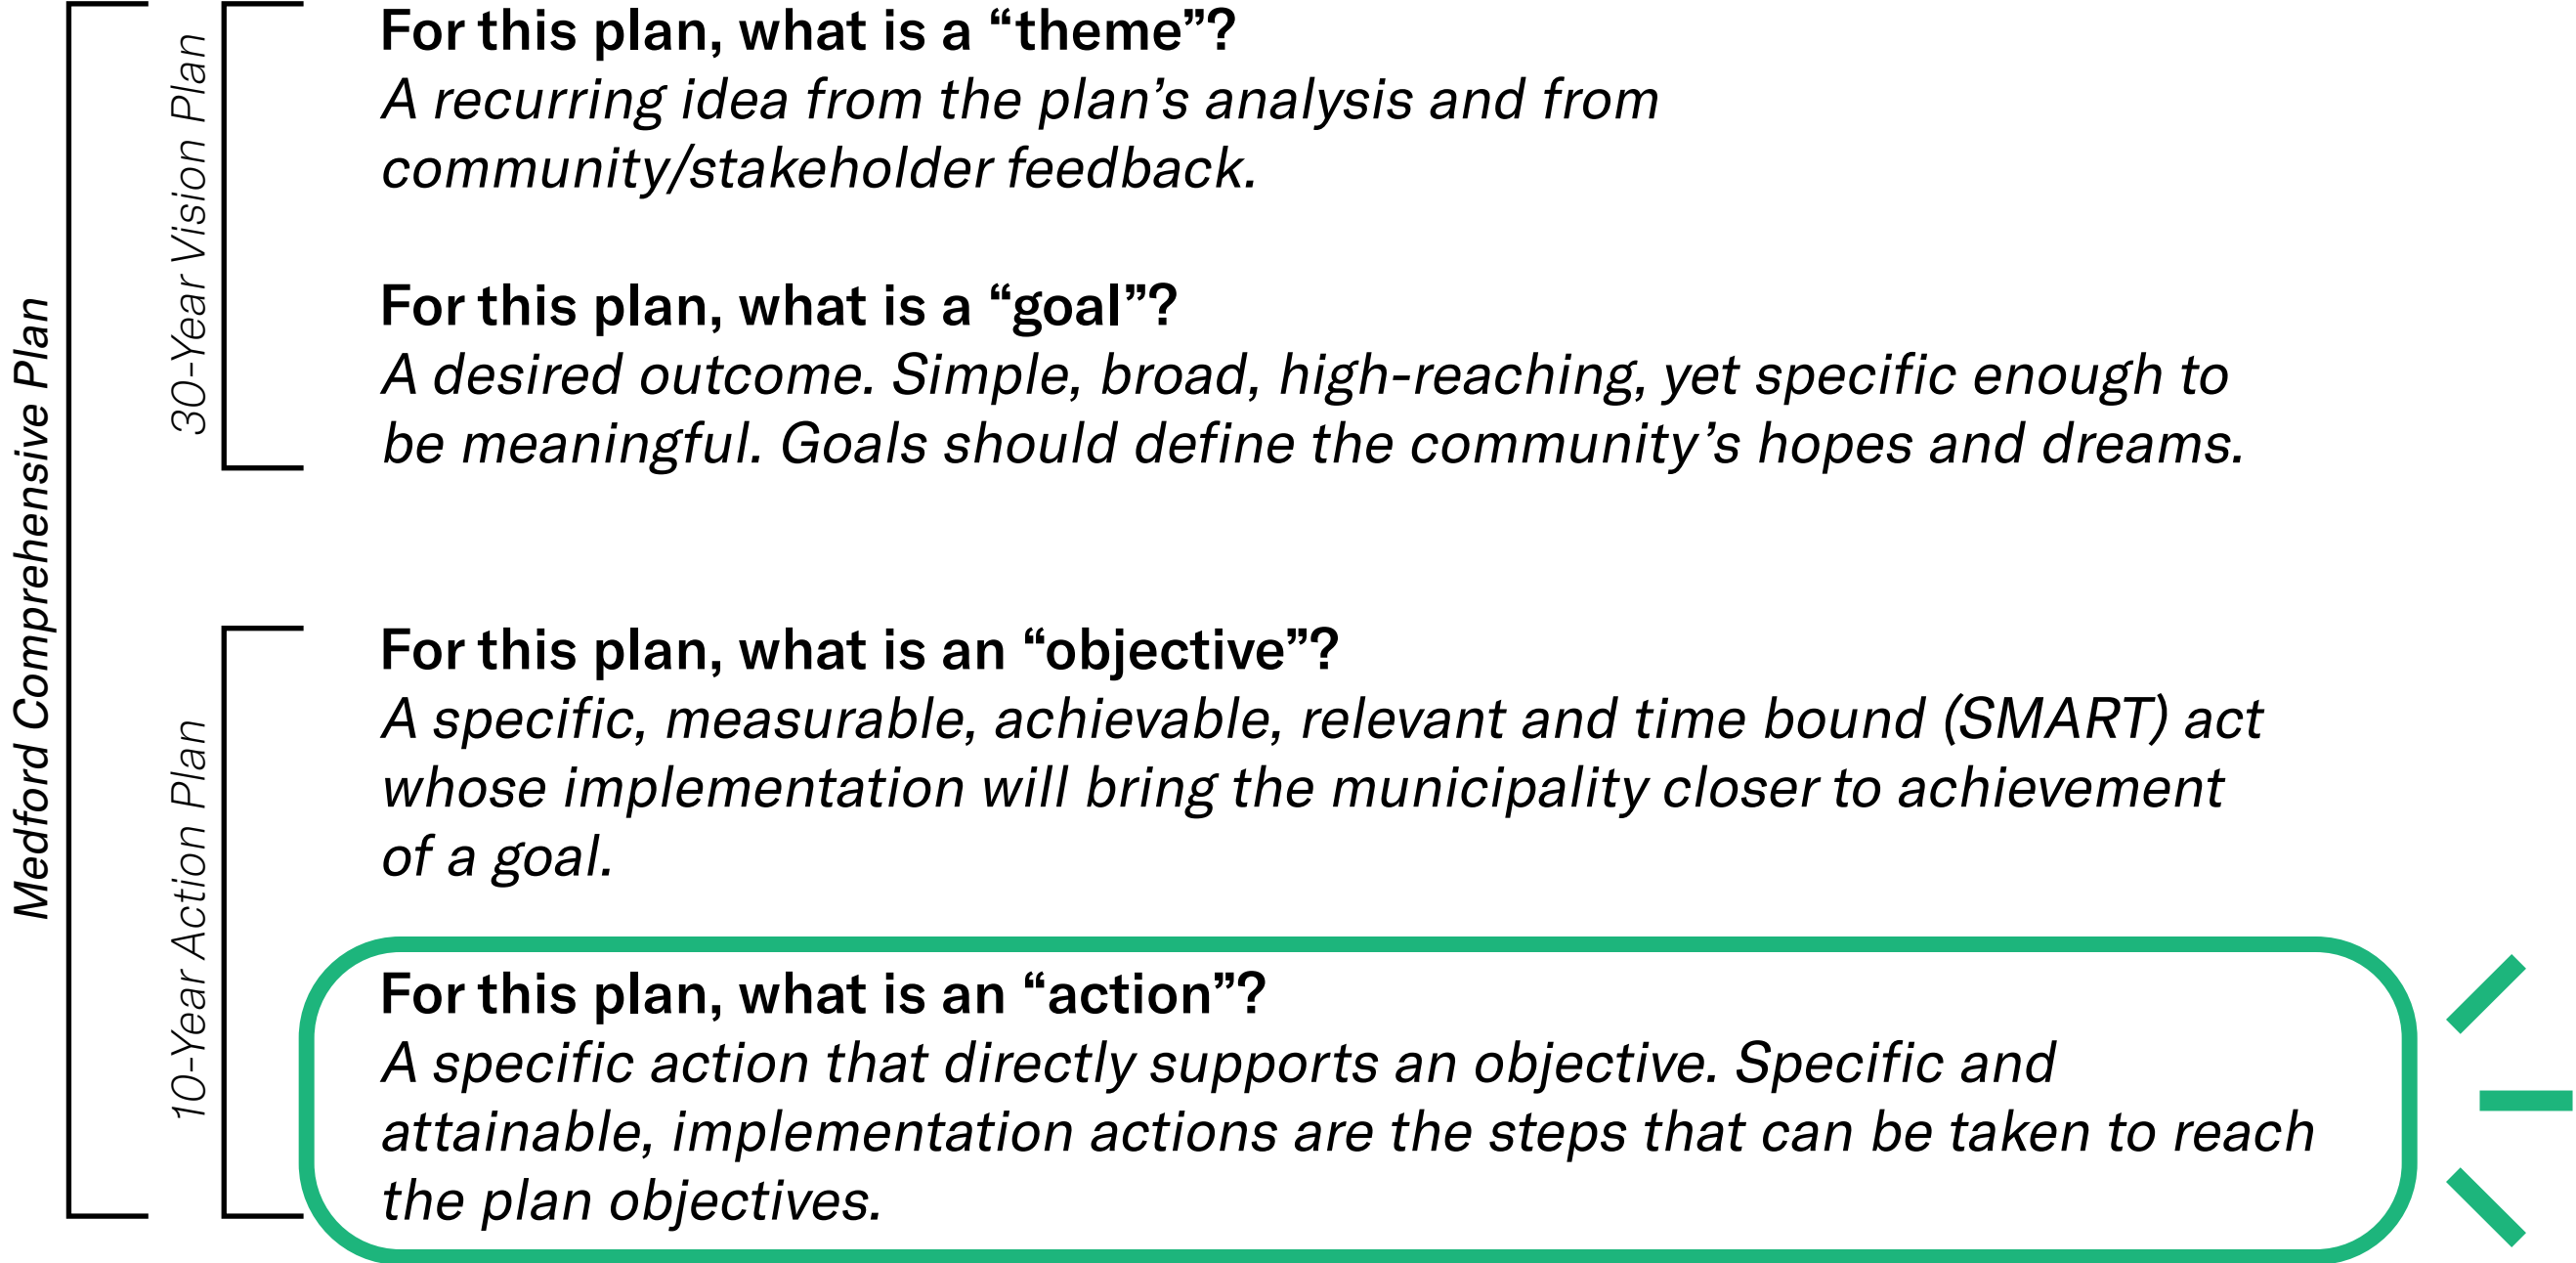 Medford Comprehensive Plan
30-Year Vision Plan
For this plan, what is a “theme”?
A recurring idea from the plan’s analysis and from
community/stakeholder feedback.
For this plan, what is a “goal”?
A desired outcome. Simple, broad, high-reaching, yet specific enough to
be meaningful. Goals should define the community’s hopes and dreams.
10-Year Action Plan
For this plan, what is an “objective”?
A specific, measurable, achievable, relevant and time bound (SMART) act
whose implementation will bring the municipality closer to achievement
of a goal.
For this plan, what is an “action”?
A specific action that directly supports an objective. Specific and
attainable, implementation actions are the steps that can be taken to reach
the plan objectives.